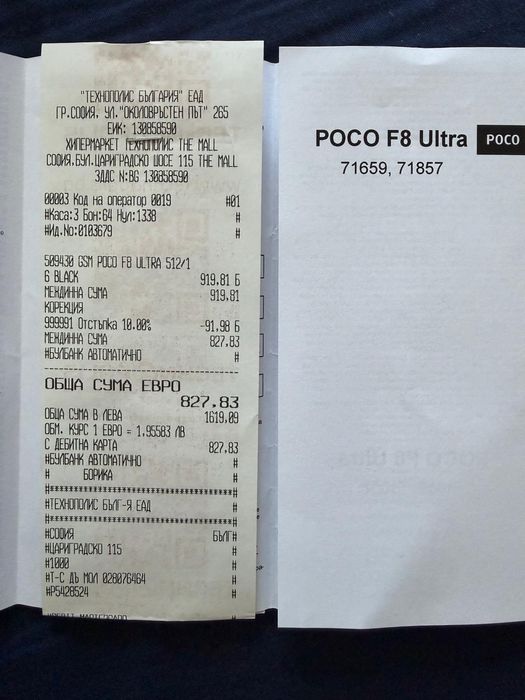 "ТЕХНОПОЛИС БЪЛГАРИЯ" ЕАД
ГР.СОФИЯ, УЛ."ОКОЛОВРЪСТЕН ПЪТ" 265
ЕИК: 130858590
ХИПЕРМАРКЕТ ТЕХНОПОЛИС THE MALL
СОФИЯ,БУЛ.ЦАРИГРАДСКО ШОСЕ 115 THE MALL
ЗДДС N:BG 130858590
00003 Код на оператор 0019 #01
#Каса:3 Бон:64 Нул:1338 #
#Ид.No:0103679 #
509430 GSM POCO F8 ULTRA 512/1
6 BLACK 919.81 Б
МЕЖДИННА СУМА 919,81
КОРЕКЦИЯ
999991 Отстъпка 10.00% -91,98 Б
МЕЖДИННА СУМА 827,83
#БУЛБАНК АВТОМАТИЧНО #
ОБЩА СУМА ЕВРО
827,83
ОБЩА СУМА В ЛЕВА 1619,09
ОБМ. КУРС 1 ЕВРО = 1,95583 ЛВ
С ДЕБИТНА КАРТА 827,83
#БУЛБАНК АВТОМАТИЧНО #
# БОРИКА #
#ТЕХНОПОЛИС БЪЛГ-Я ЕАД #
#СОФИЯ БЪЛГ#
#ЦАРИГРАДСКО 115 #
#1000 #
#Т-С ДЪ МОЛ 028076464 #
#P5428524 #
POCO F8 Ultra
POCO
71659, 71857